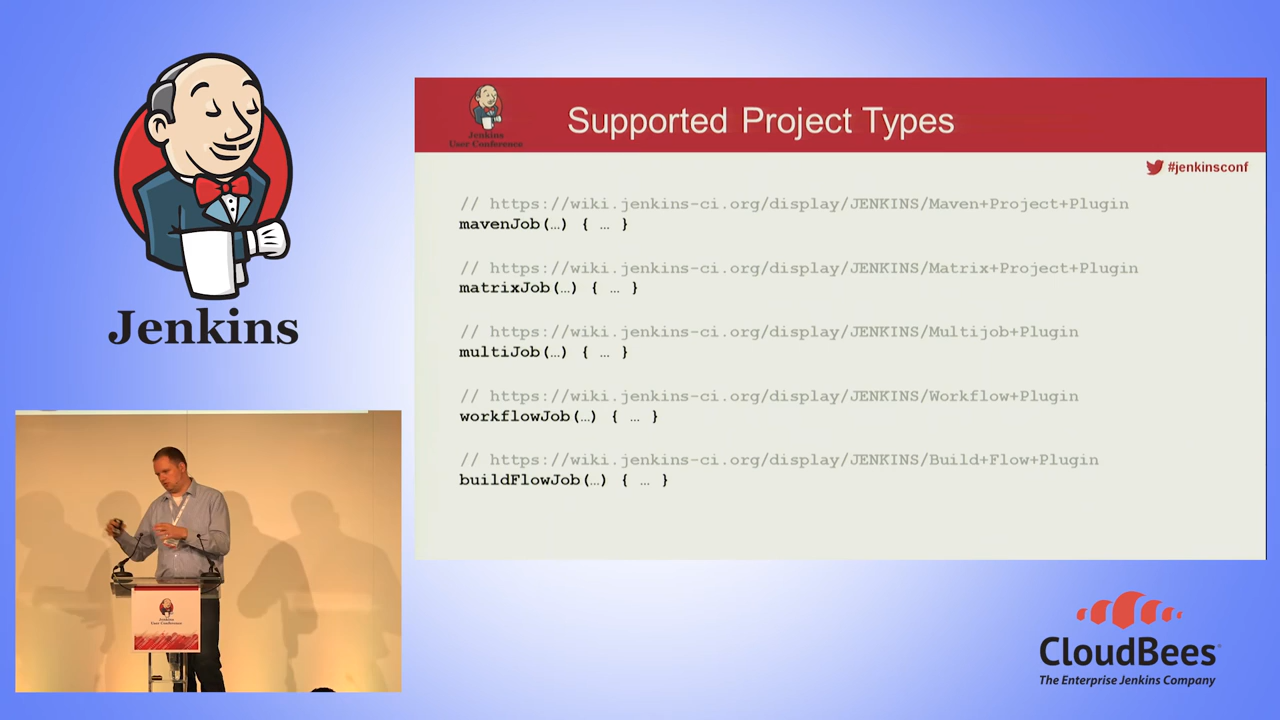 Jenkins
Jenkins
User Conference
Supported Project Types
#jenkinsconf
// https://wiki.jenkins-ci.org/display/JENKINS/Maven+Project+Plugin
mavenJob(…) { … }
// https://wiki.jenkins-ci.org/display/JENKINS/Matrix+Project+Plugin
matrixJob(…) { … }
// https://wiki.jenkins-ci.org/display/JENKINS/Multijob+Plugin
multiJob(…) { … }
// https://wiki.jenkins-ci.org/display/JENKINS/Workflow+Plugin
workflowJob(…) { … }
// https://wiki.jenkins-ci.org/display/JENKINS/Build+Flow+Plugin
buildFlowJob(…) { … }
Jenkins
User Conference
CloudBees
The Enterprise Jenkins Company